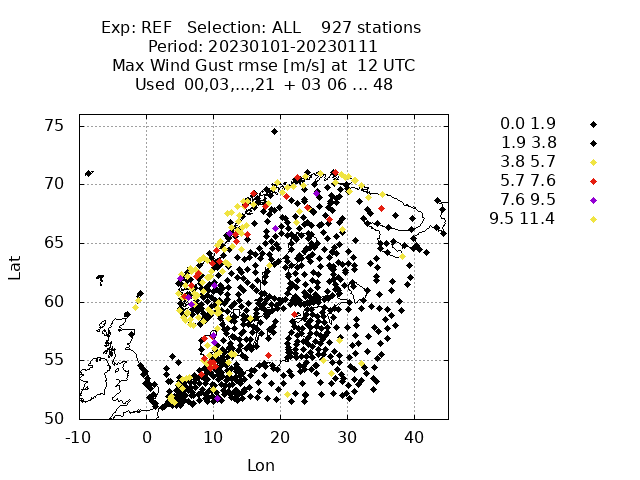 Exp: REF   Selection: ALL    927 stations
Period: 20230101-20230111
Max Wind Gust rmse [m/s] at  12 UTC
Used  00,03,...,21  + 03 06 ... 48
0.0 1.9
1.9 3.8
3.8 5.7
5.7 7.6
7.6 9.5
9.5 11.4
75
70
65
60
55
50
Lat
-10 0 10 20 30 40
Lon